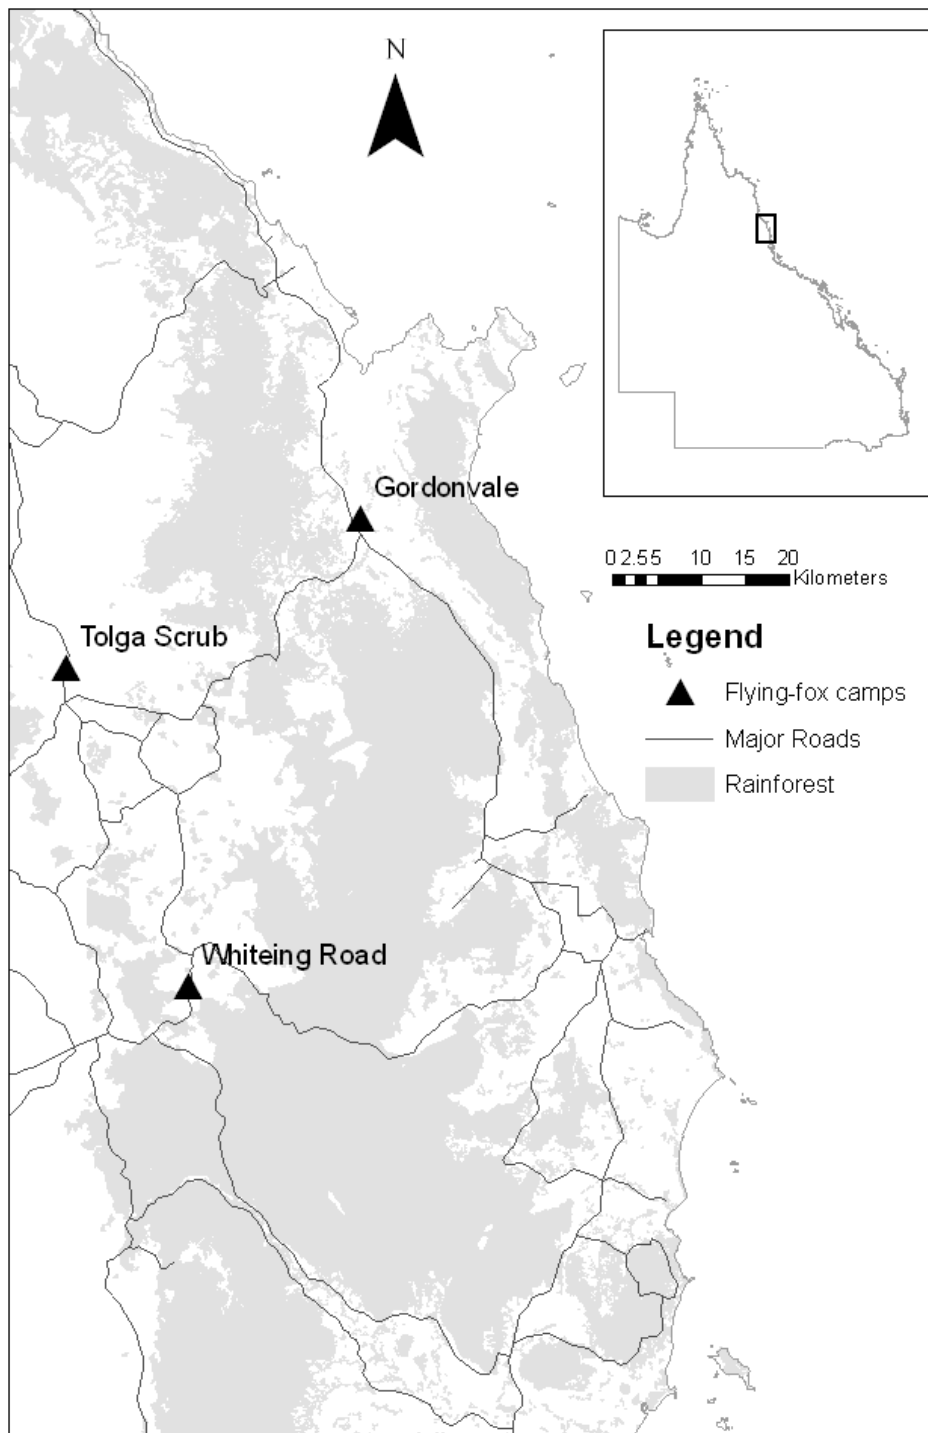 N
Gordonvale
0 2.5 5 10 15 20
Kilometers
Tolga Scrub
Legend
Flying-fox camps
Major Roads
Rainforest
Whiteing Road